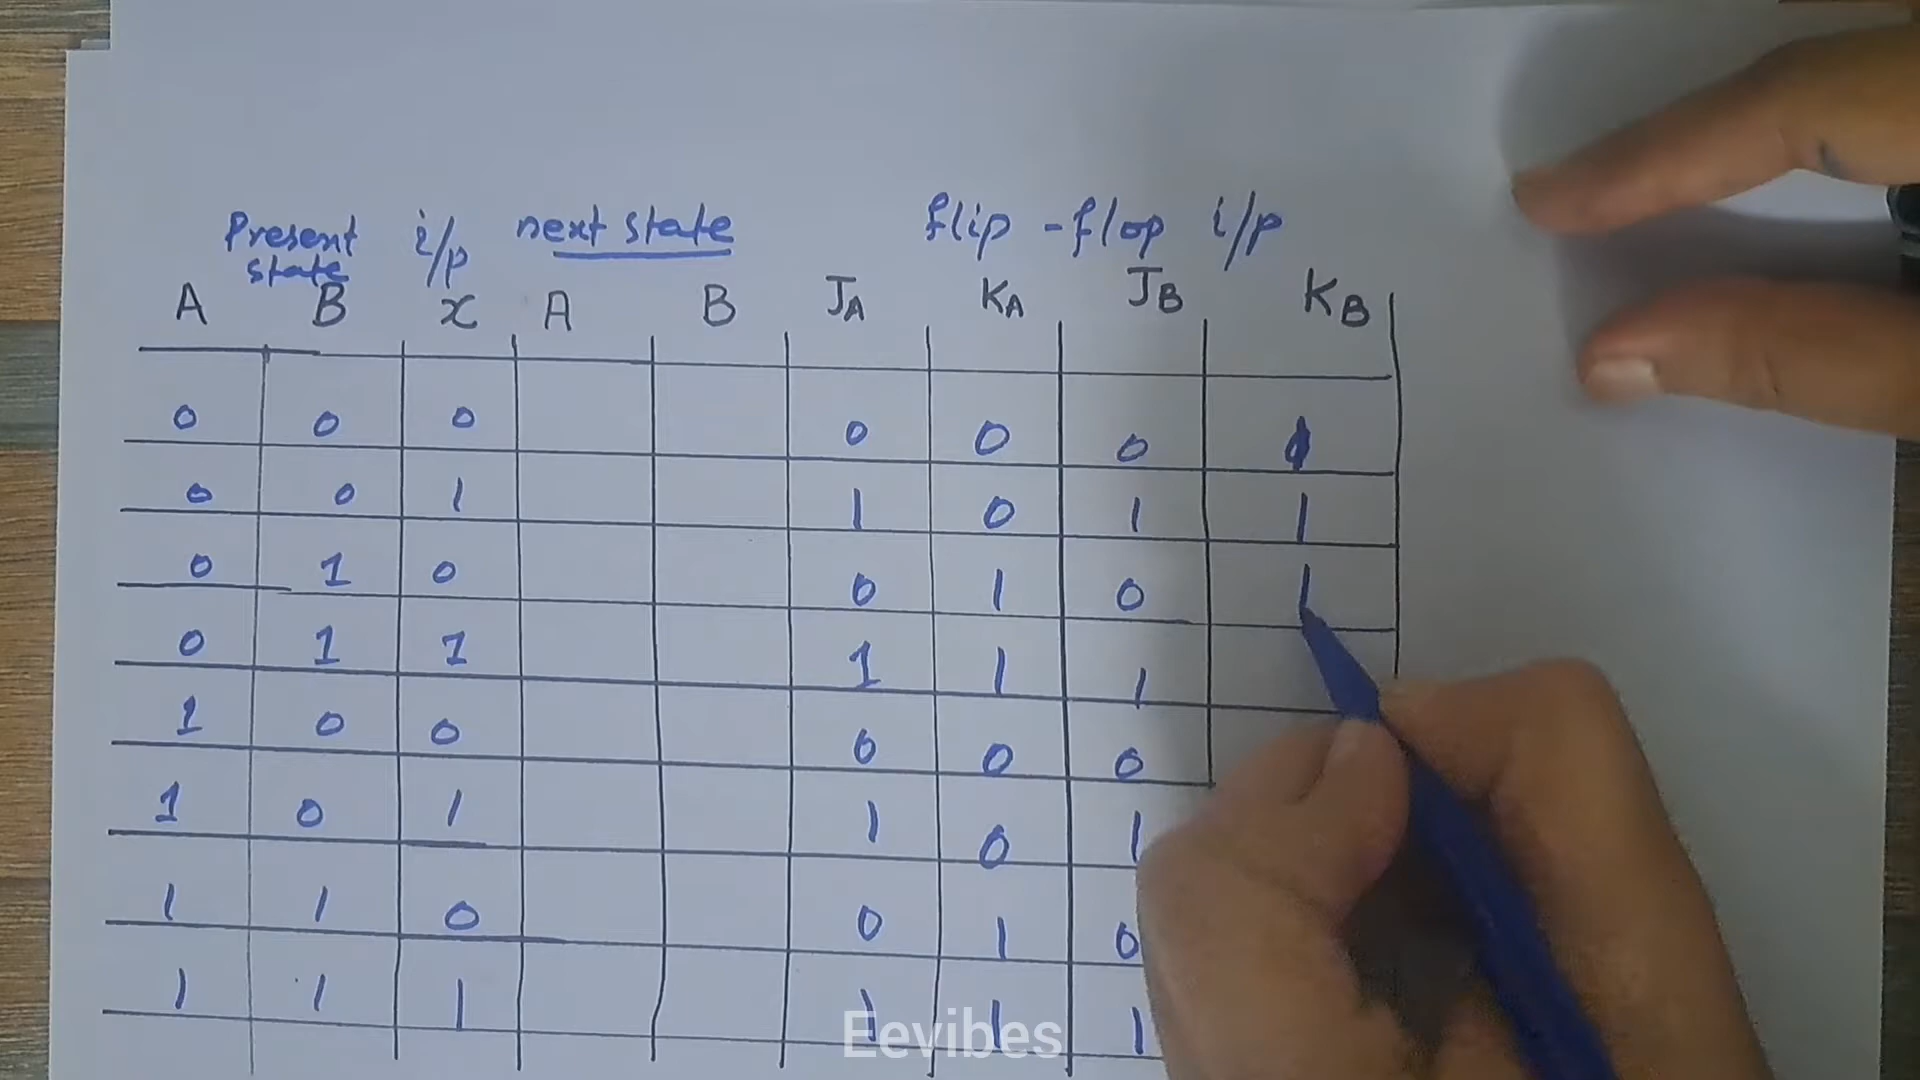 Present i/p next state flip-flop i/p
state
A B x A B JA KA JB KB
0 0 0 0 0 0
0 0 1 1 0 1 1
0 1 0 0 1 0 1
0 1 1 1 1 1
1 0 0 0 0 0
1 0 1 1 0 1
1 1 0 0 1 0
1 1 1 1 1 1
Eevibes